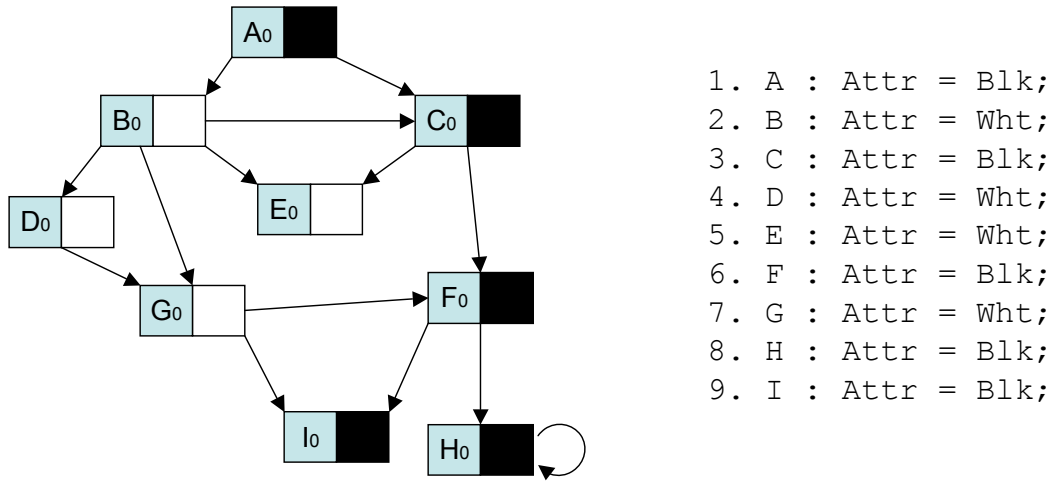 A0
B0
C0
D0
E0
G0
F0
I0
H0
1. A : Attr = Blk;
2. B : Attr = Wht;
3. C : Attr = Blk;
4. D : Attr = Wht;
5. E : Attr = Wht;
6. F : Attr = Blk;
7. G : Attr = Wht;
8. H : Attr = Blk;
9. I : Attr = Blk;